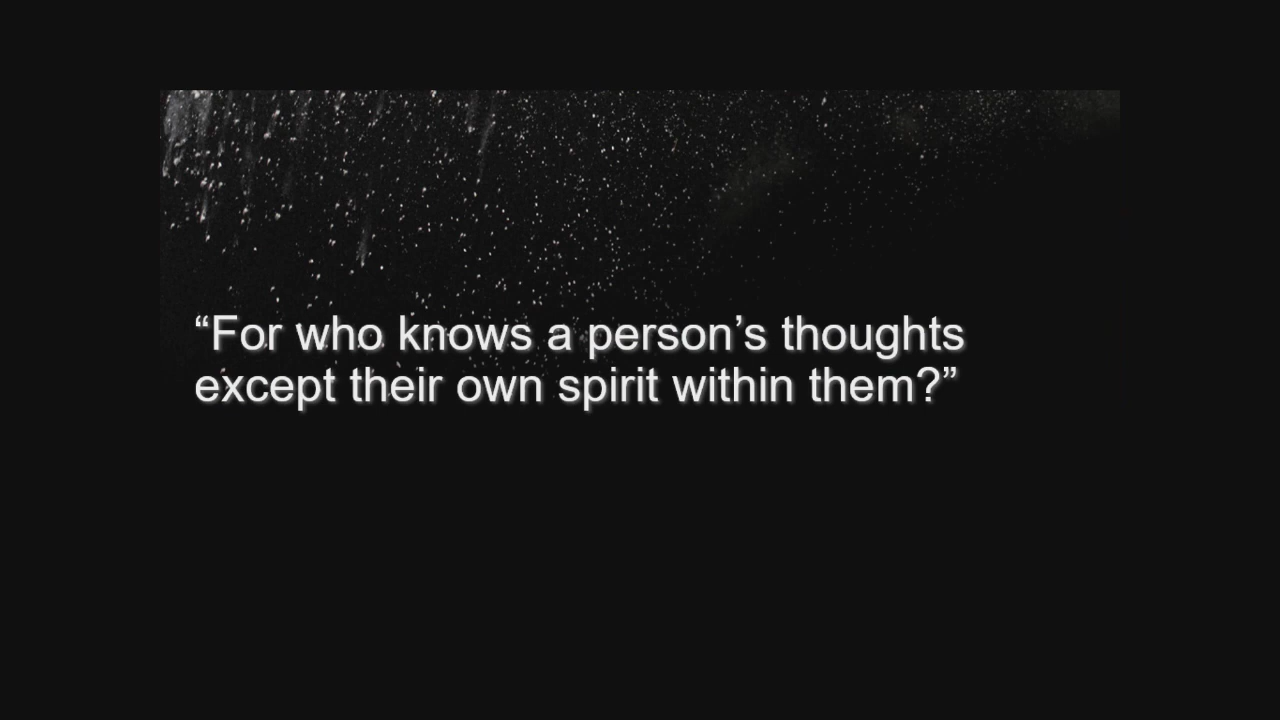 “For who knows a person’s thoughts
except their own spirit within them?”